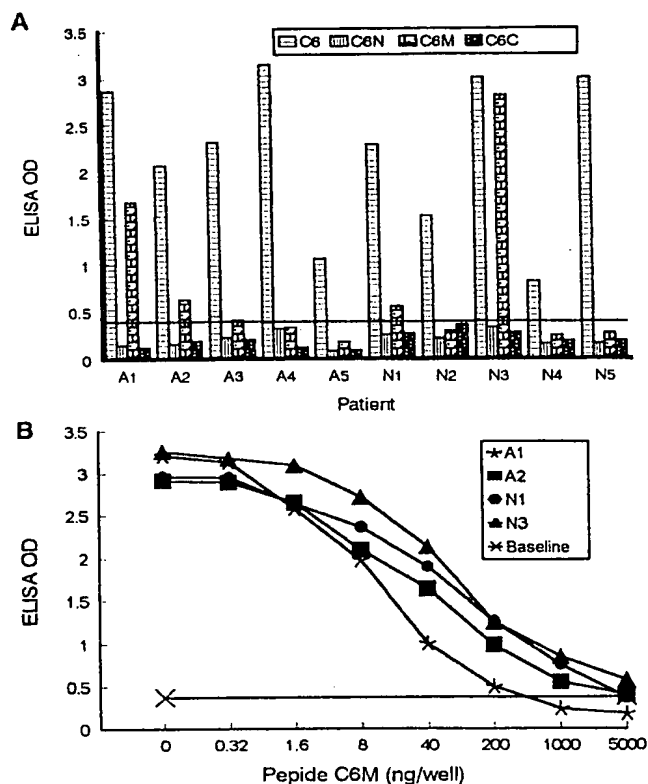 A
3.5
3
2.5
2
1.5
1
0.5
0
ELISA OD
C6 C6N C6M C6C
A1 A2 A3 A4 A5 N1 N2 N3 N4 N5
Patient
B
3.5
3
2.5
2
1.5
1
0.5
0
ELISA OD
A1
A2
N1
N3
Baseline
0 0.32 1.6 8 40 200 1000 5000
Pepide C6M (ng/well)